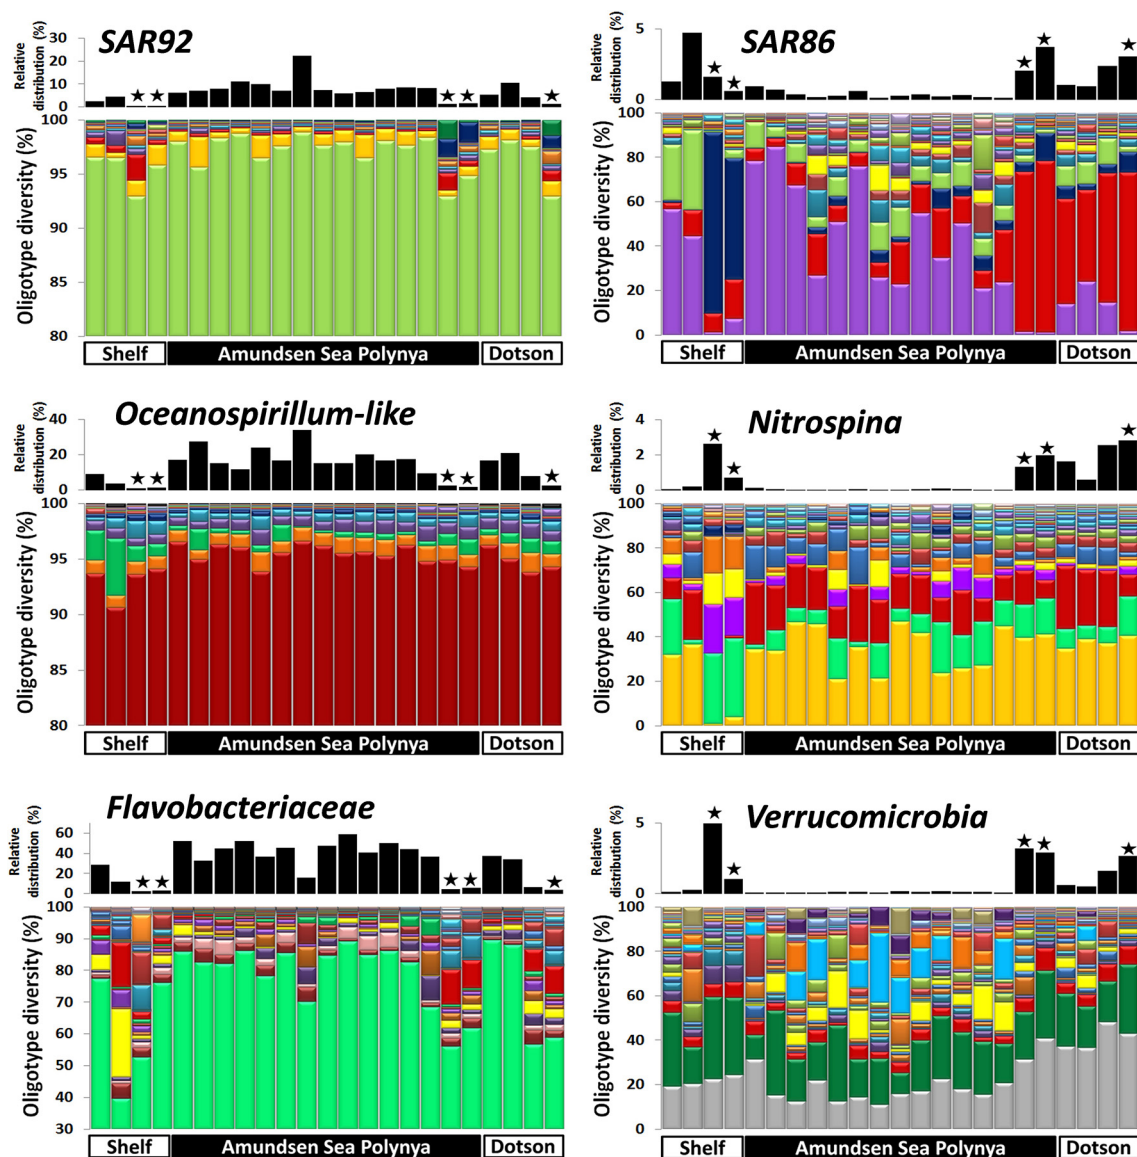 SAR92
Relative
distribution (%)
30
20
10
0
★ ★ ★ ★ ★
Oligotype diversity (%)
100
95
90
85
80
Shelf Amundsen Sea Polynya Dotson
SAR86
Relative
distribution (%)
5
0
★ ★ ★ ★ ★
Oligotype diversity (%)
100
80
60
40
20
0
Shelf Amundsen Sea Polynya Dotson
Oceanospirillum-like
Relative
distribution (%)
40
20
0
★ ★ ★ ★ ★
Oligotype diversity (%)
100
95
90
85
80
Shelf Amundsen Sea Polynya Dotson
Nitrospina
Relative
distribution (%)
4
2
0
★ ★ ★ ★ ★
Oligotype diversity (%)
100
80
60
40
20
0
Shelf Amundsen Sea Polynya Dotson
Flavobacteriaceae
Relative
distribution (%)
60
40
20
0
★ ★ ★ ★ ★
Oligotype diversity (%)
100
90
80
70
60
50
40
30
Shelf Amundsen Sea Polynya Dotson
Verrucomicrobia
Relative
distribution (%)
5
0
★ ★ ★ ★ ★
Oligotype diversity (%)
100
80
60
40
20
0
Shelf Amundsen Sea Polynya Dotson